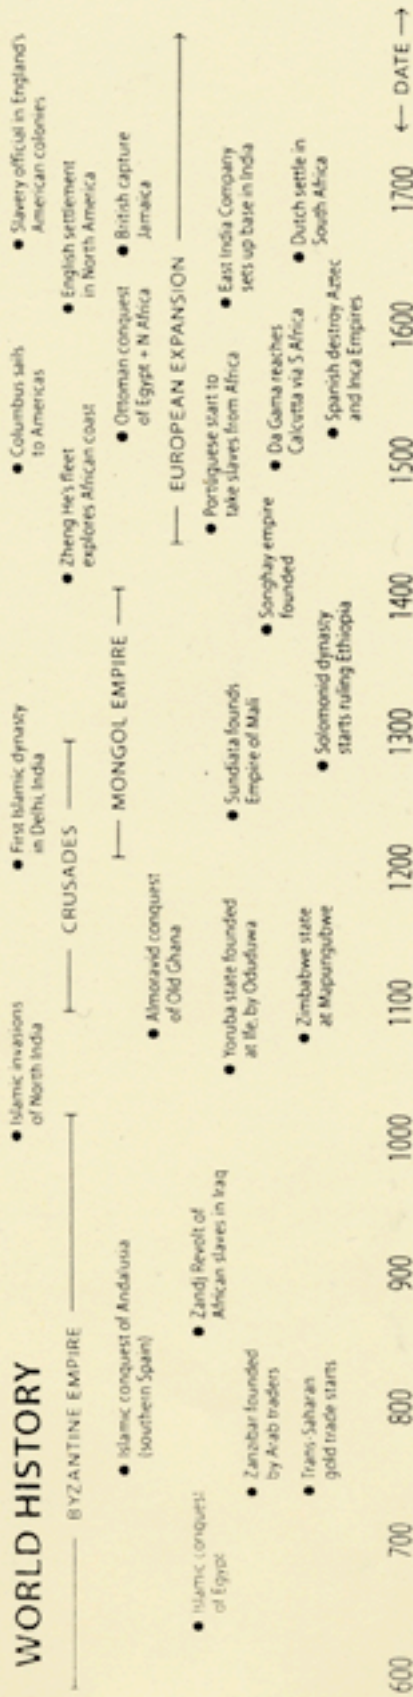 WORLD HISTORY
BYZANTINE EMPIRE
• Islamic invasions
of North India
CRUSADES
• First Islamic dynasty
in Delhi, India
• Columbus sails
to Americas
• Slavery official in England's
American colonies
MONGOL EMPIRE
• Zheng He's fleet
explores African coast
• English settlement
in North America
• Islamic conquest of Andalusia
(southern Spain)
• Almoravid conquest
of Old Ghana
• Ottoman conquest
of Egypt + N Africa
• British capture
Jamaica
EUROPEAN EXPANSION
• Islamic conquest
of Egypt
• Zandj Revolt of
African slaves in Iraq
• Yoruba state founded
at Ife, by Oduduwa
• Sundiata founds
Empire of Mali
• Portuguese start to
take slaves from Africa
• East India Company
sets up base in India
• Zanzibar founded
by Arab traders
• Songhay empire
founded
• Da Gama reaches
Calcutta via S Africa
• Dutch settle in
South Africa
• Trans-Saharan
gold trade starts
• Zimbabwe state
at Mapungubwe
• Solomonid dynasty
starts ruling Ethiopia
• Spanish destroy Aztec
and Inca Empires
600 700 800 900 1000 1100 1200 1300 1400 1500 1600 1700 ← DATE →